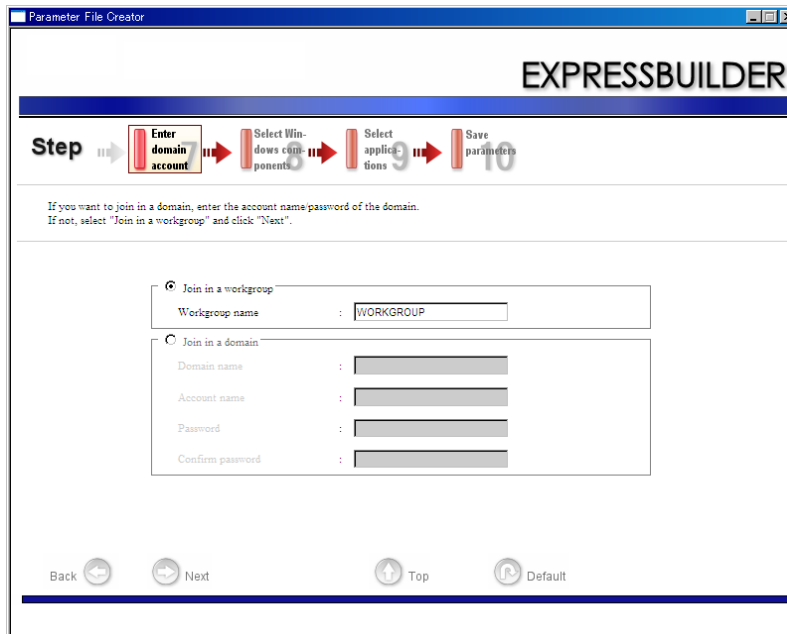 Parameter File Creator
EXPRESSBUILDER
Step
Enter
domain
account
7
Select Win-
dows com-
ponents
8
Select
applica-
tions
9
Save
parameters
10
If you want to join in a domain, enter the account name/password of the domain.
If not, select "Join in a workgroup" and click "Next".
Join in a workgroup
Workgroup name : WORKGROUP
Join in a domain
Domain name :
Account name :
Password :
Confirm password :
Back Next Top Default